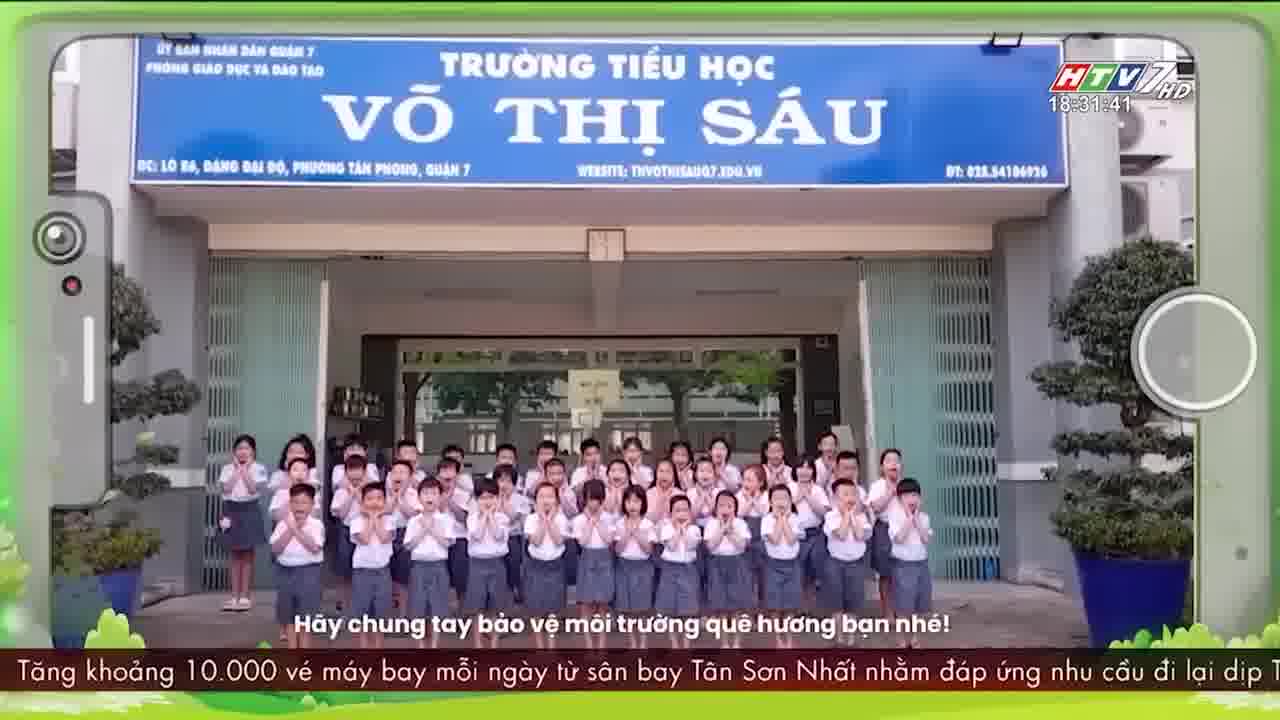 ỦY BAN NHÂN DÂN QUẬN 7
PHÒNG GIÁO DỤC VÀ ĐÀO TẠO
TRƯỜNG TIỂU HỌC
VÕ THỊ SÁU
ĐC: LÔ R6, ĐẶNG ĐẠI ĐỘ, PHƯỜNG TÂN PHONG, QUẬN 7
WEBSITE: THVOTHISAUQ7.EDU.VN
ĐT: 028.54106926
HTV7 HD
18:31:41
Hãy chung tay bảo vệ môi trường quê hương bạn nhé!
Tăng khoảng 10.000 vé máy bay mỗi ngày từ sân bay Tân Sơn Nhất nhằm đáp ứng nhu cầu đi lại dịp T